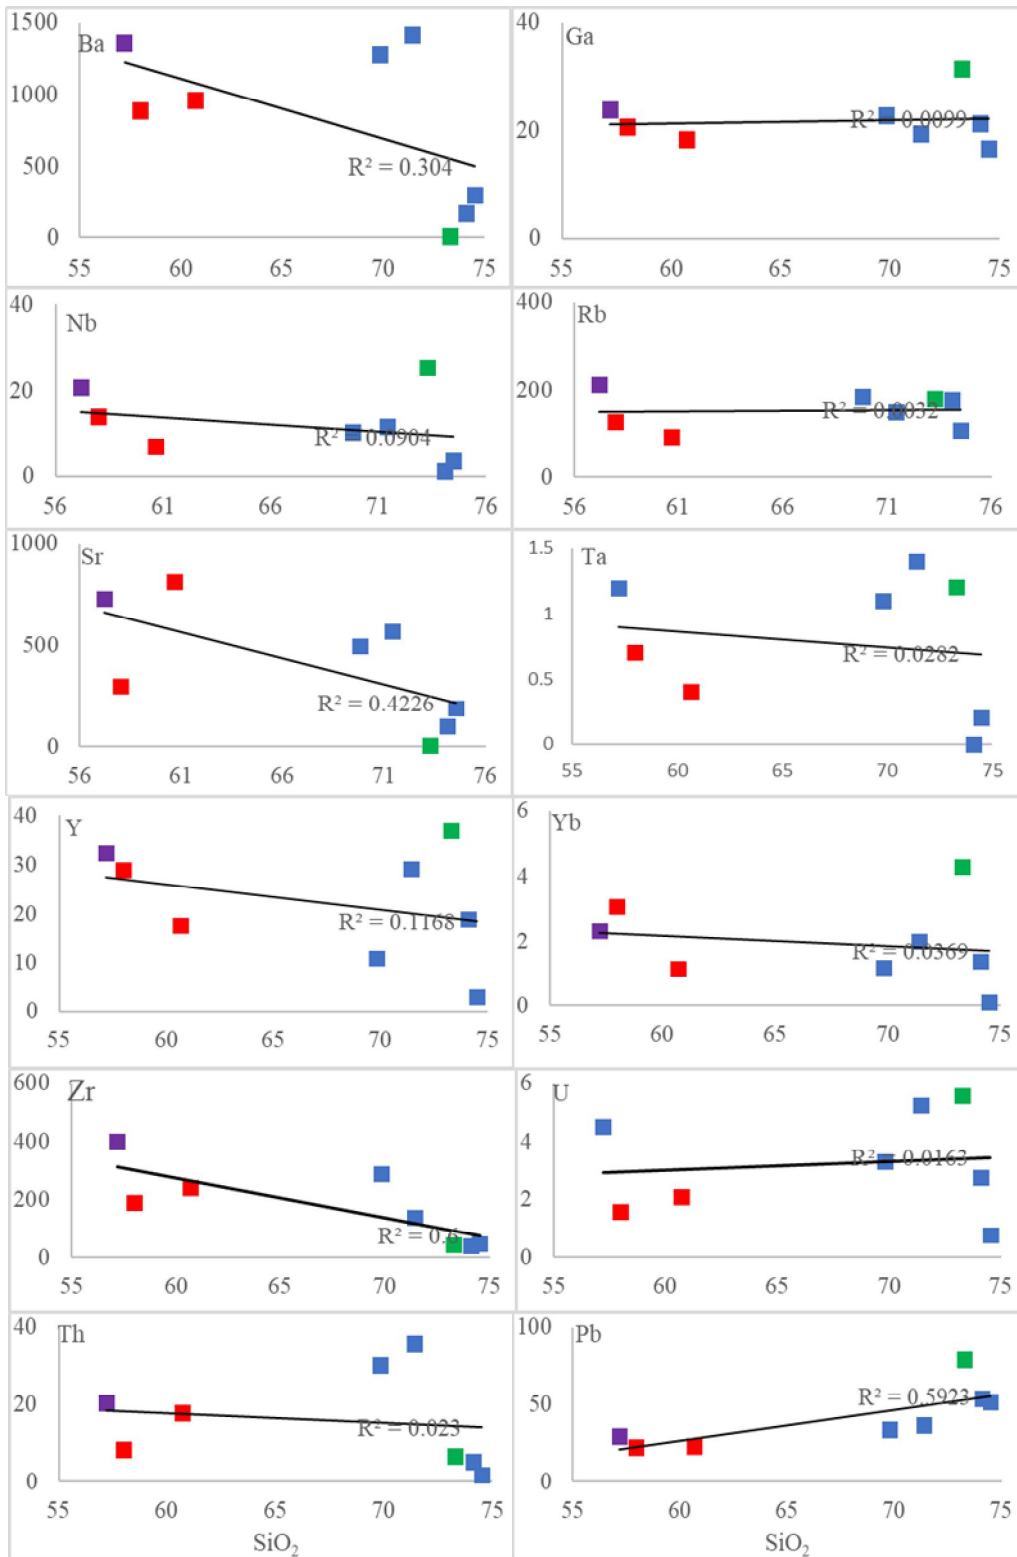 1500
Ba
1000
500
0
R² = 0.304
55 60 65 70 75
40
Ga
20
0
R² = 0.0099
55 60 65 70 75
40
Nb
20
0
R² = 0.0904
56 61 66 71 76
400
Rb
200
0
R² = 0.0032
56 61 66 71 76
1000
Sr
500
0
R² = 0.4226
56 61 66 71 76
1.5
Ta
1
0.5
0
R² = 0.0282
55 60 65 70 75
40
Y
30
20
10
0
R² = 0.1168
55 60 65 70 75
6
Yb
4
2
0
R² = 0.0369
55 60 65 70 75
600
Zr
400
200
0
R² = 0.6
55 60 65 70 75
6
U
4
2
0
R² = 0.0163
55 60 65 70 75
40
Th
20
0
R² = 0.023
55 60 65 70 75
SiO₂
100
Pb
50
0
R² = 0.5923
55 60 65 70 75
SiO₂